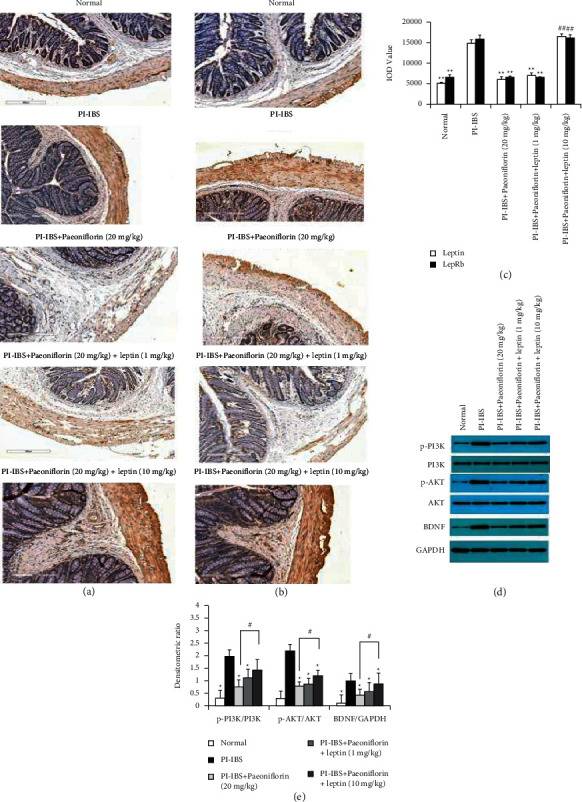 Normal
Normal
PI-IBS
PI-IBS
PI-IBS+Paeoniflorin (20 mg/kg)
PI-IBS+Paeoniflorin (20 mg/kg)
PI-IBS+Paeoniflorin (20 mg/kg) + leptin (1 mg/kg)
PI-IBS+Paeoniflorin (20 mg/kg) + leptin (1 mg/kg)
PI-IBS+Paeoniflorin (20 mg/kg) + leptin (10 mg/kg)
PI-IBS+Paeoniflorin (20 mg/kg) + leptin (10 mg/kg)
(a)
(b)
IOD Value
20000
15000
10000
5000
0
**
**
**
**
**
**
##
##
Normal
PI-IBS
PI-IBS+Paeoniflorin (20 mg/kg)
PI-IBS+Paeoniflorin+leptin (1 mg/kg)
PI-IBS+Paeoniflorin+leptin (10 mg/kg)
Leptin
LepRb
(c)
Normal
PI-IBS
PI-IBS+Paeoniflorin (20 mg/kg)
PI-IBS+Paeoniflorin + leptin (1 mg/kg)
PI-IBS+Paeoniflorin + leptin (10 mg/kg)
p-PI3K
PI3K
p-AKT
AKT
BDNF
GAPDH
(d)
Densitometric ratio
4
3.5
3
2.5
2
1.5
1
0.5
0
#
#
#
*
*
*
*
*
*
*
*
*
*
*
p-PI3K/PI3K
p-AKT/AKT
BDNF/GAPDH
Normal
PI-IBS
PI-IBS+Paeoniflorin
(20 mg/kg)
PI-IBS+Paeoniflorin
+ leptin (1 mg/kg)
PI-IBS+Paeoniflorin
+ leptin (10 mg/kg)
(e)